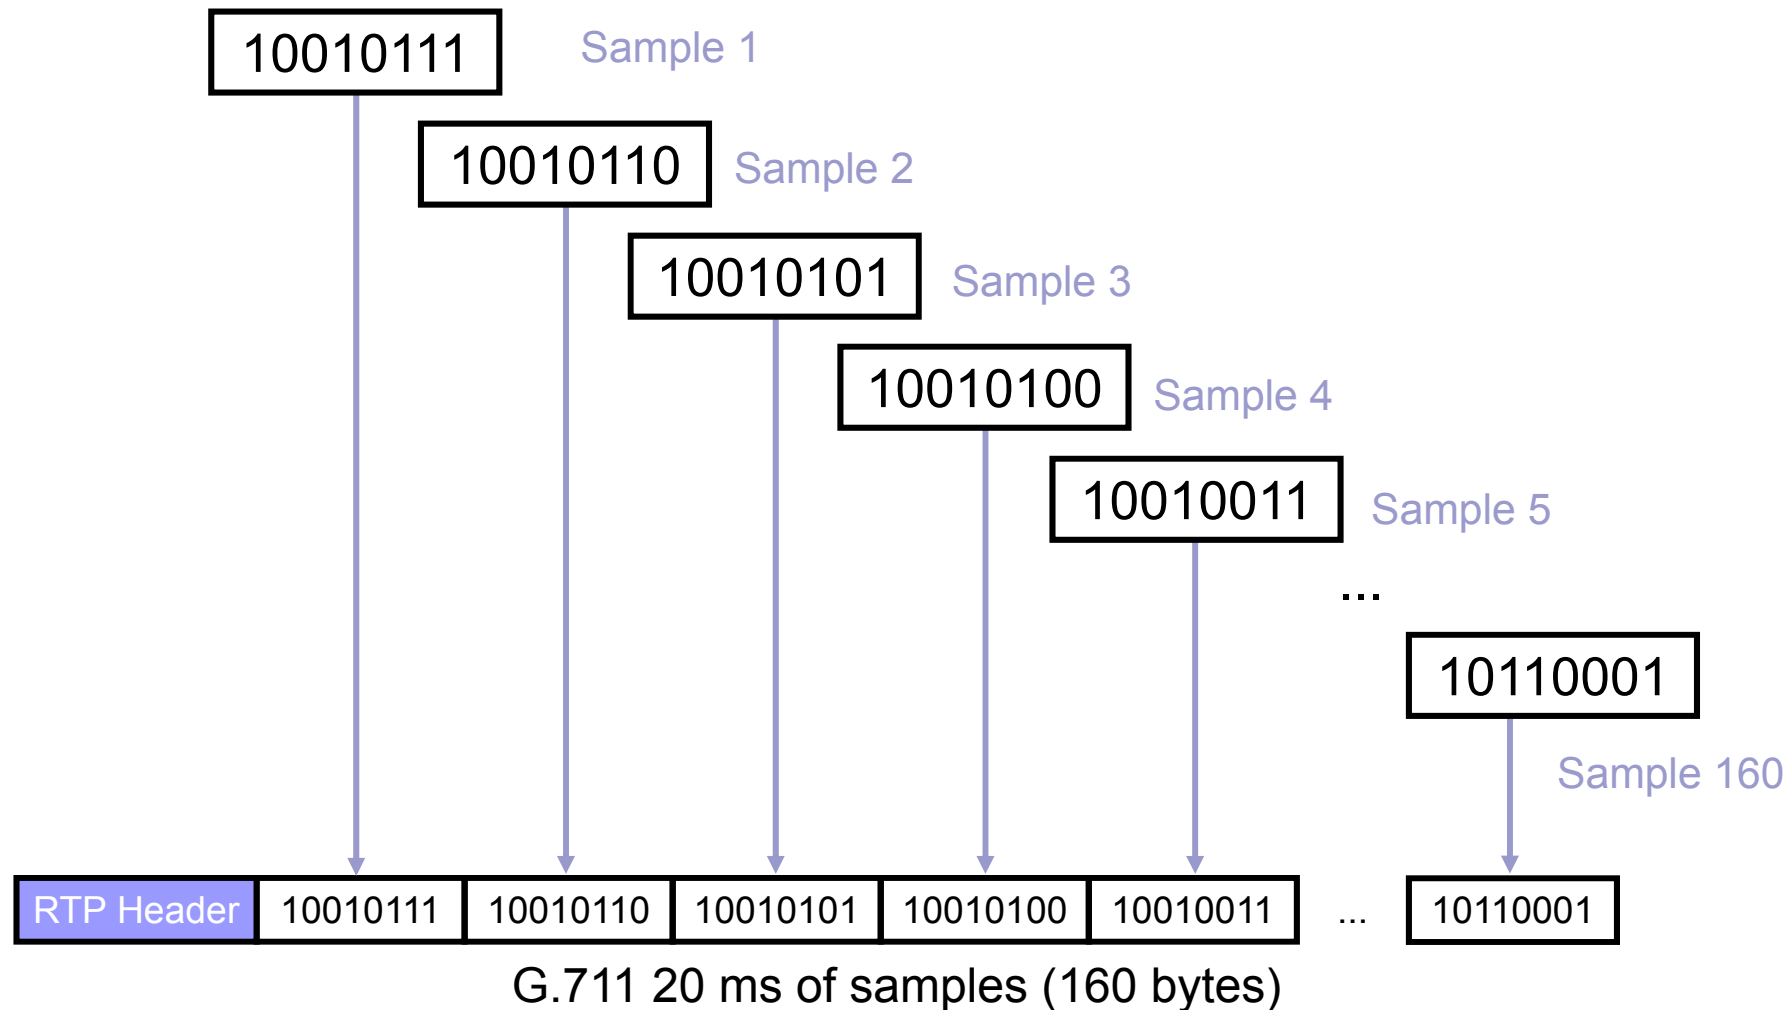 10010111 Sample 1
10010110 Sample 2
10010101 Sample 3
10010100 Sample 4
10010011 Sample 5
...
10110001
Sample 160
RTP Header 10010111 10010110 10010101 10010100 10010011 ... 10110001
G.711 20 ms of samples (160 bytes)